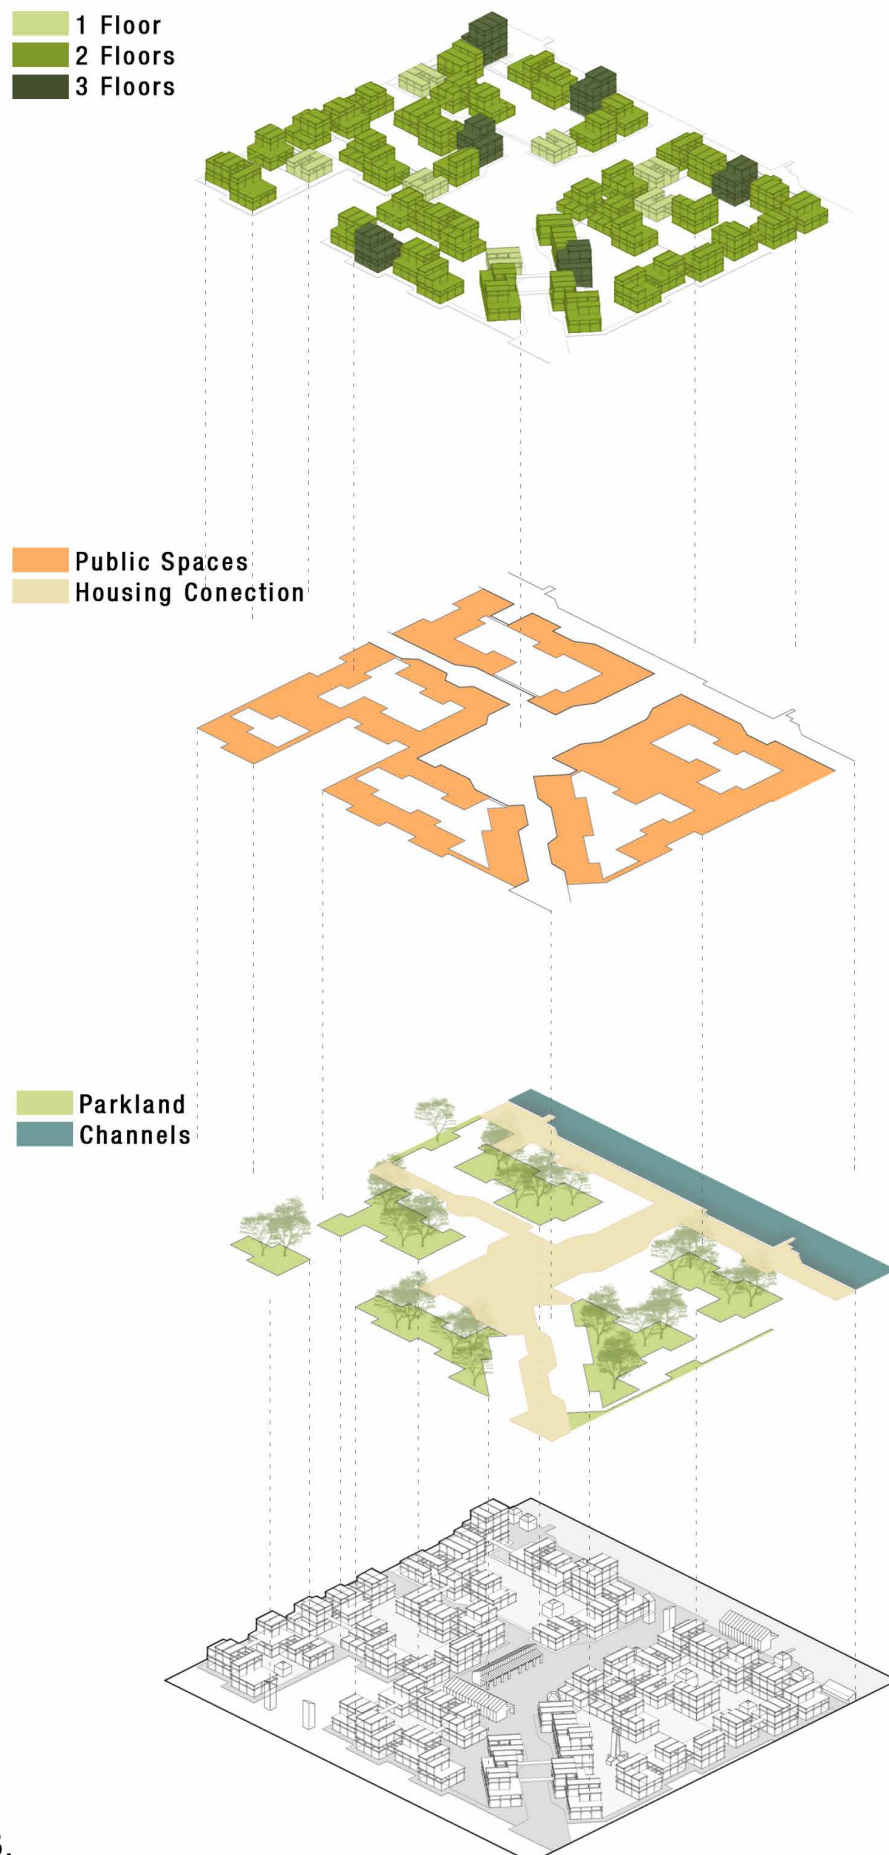 1 Floor
2 Floors
3 Floors
Public Spaces
Housing Conection
Parkland
Channels